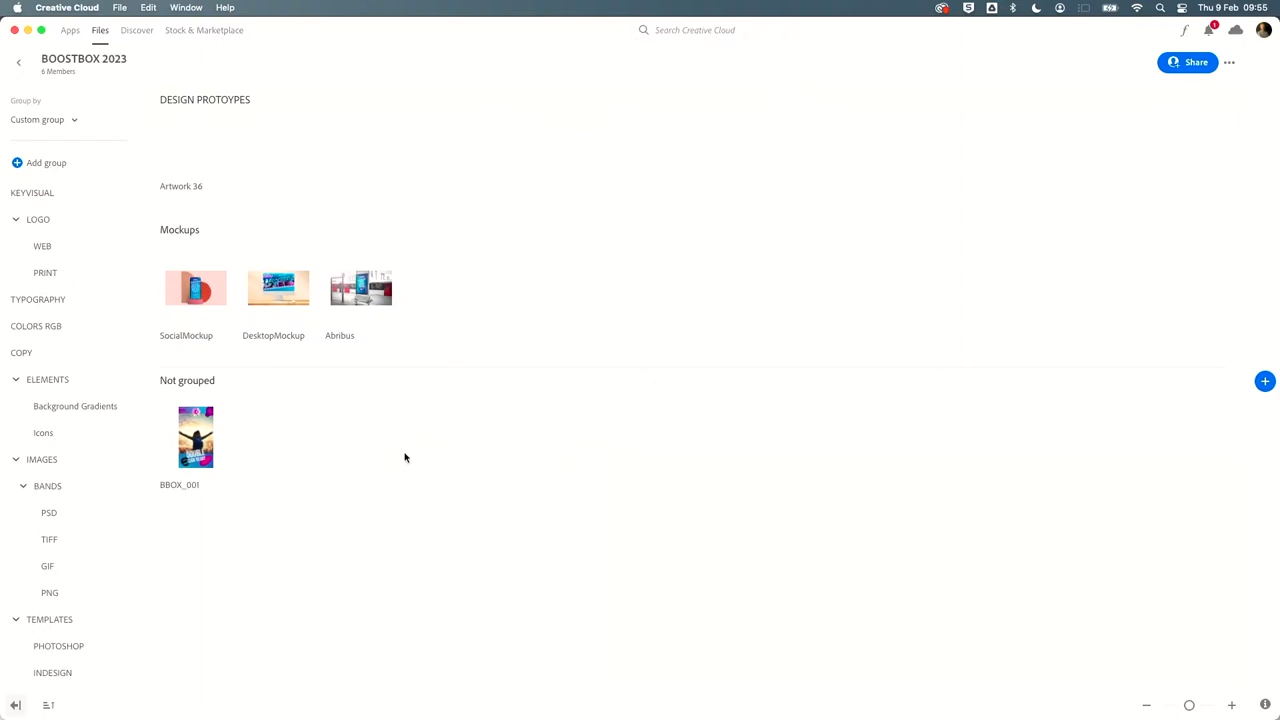 Creative Cloud File Edit Window Help
Thu 9 Feb 09:55
Apps Files Discover Stock & Marketplace
Search Creative Cloud
1
BOOSTBOX 2023
6 Members
Share
Group by
Custom group
Add group
KEYVISUAL
LOGO
WEB
PRINT
TYPOGRAPHY
COLORS RGB
COPY
ELEMENTS
Background Gradients
Icons
IMAGES
BANDS
PSD
TIFF
GIF
PNG
TEMPLATES
PHOTOSHOP
INDESIGN
DESIGN PROTOYPES
Artwork 36
Mockups
SocialMockup DesktopMockup Abribus
Not grouped
BBOX_001